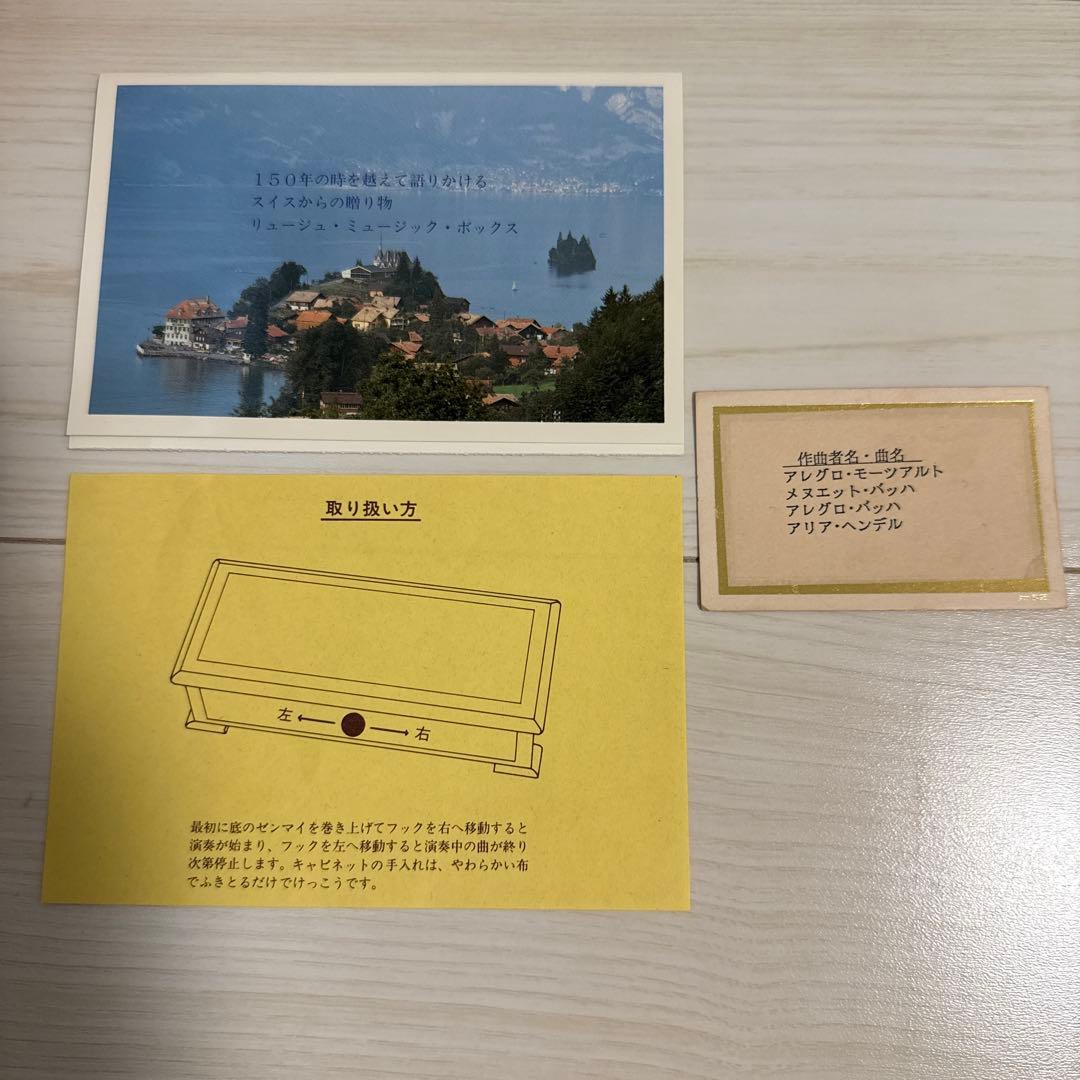 150年の時を越えて語りかける
スイスからの贈り物
リュージュ・ミュージック・ボックス
作曲者名・曲名
アレグロ・モーツアルト
メヌエット・バッハ
アレグロ・バッハ
アリア・ヘンデル
取り扱い方
左
右
最初に底のゼンマイを巻き上げてフックを右へ移動すると
演奏が始まり、フックを左へ移動すると演奏中の曲が終り
次第停止します。キャビネットの手入れは、やわらかい布
でふきとるだけでけっこうです。